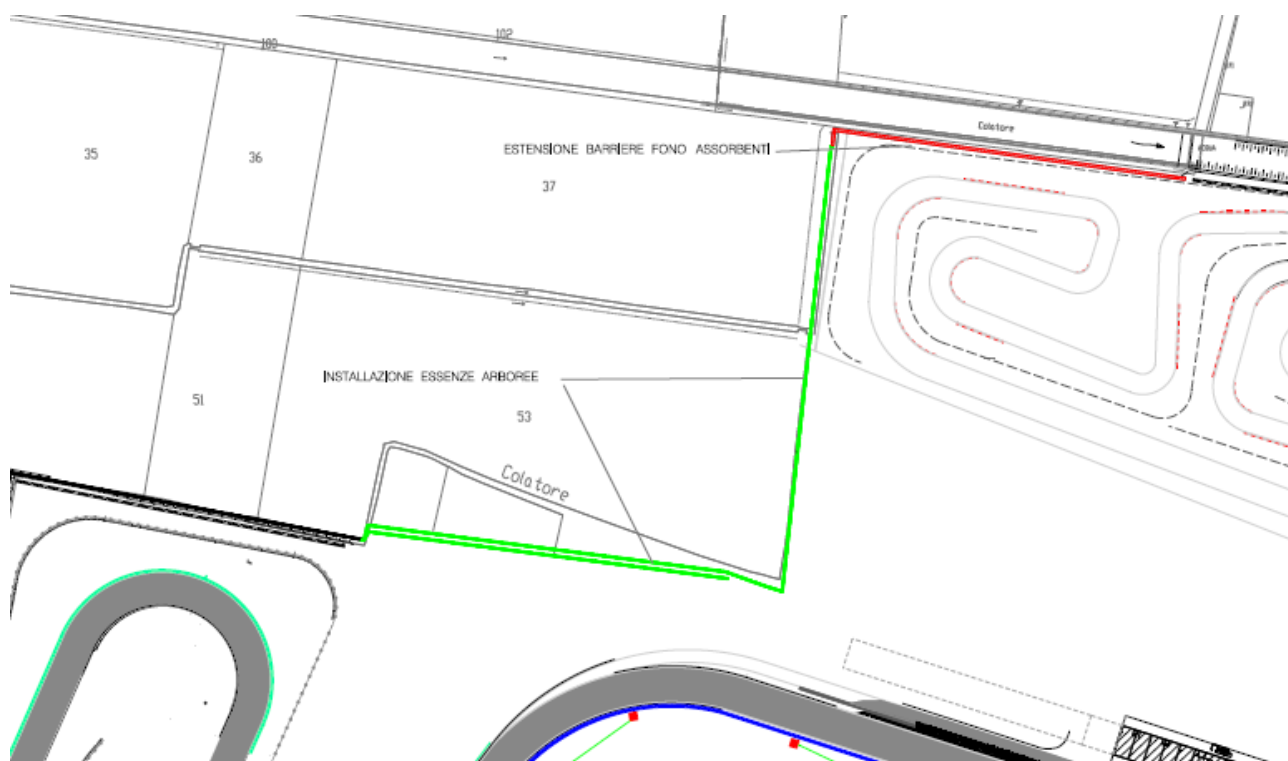 102
100
Colatore
35
36
37
ESTENSIONE BARRIERE FONO ASSORBENTI
INSTALLAZIONE ESSENZE ARBOREE
51
53
Colatore